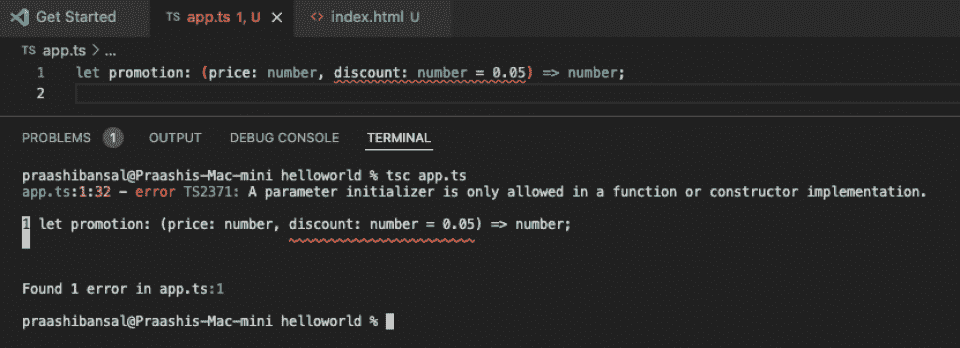 Get Started TS app.ts 1, U × <> index.html U
TS app.ts > ...
1 let promotion: (price: number, discount: number = 0.05) => number;
2
PROBLEMS 1 OUTPUT DEBUG CONSOLE TERMINAL
praashibansal@Praashis-Mac-mini helloworld % tsc app.ts
app.ts:1:32 - error TS2371: A parameter initializer is only allowed in a function or constructor implementation.
1 let promotion: (price: number, discount: number = 0.05) => number;
Found 1 error in app.ts:1
praashibansal@Praashis-Mac-mini helloworld %